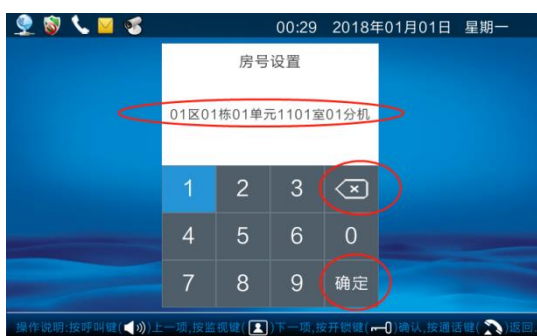 00:29 2018年01月01日 星期一
房号设置
01区01栋01单元1101室01分机
1 2 3
4 5 6 0
7 8 9 确定
操作说明:按呼叫键()上一项,按监视键()下一项,按开锁键()确认,按通话键()返回